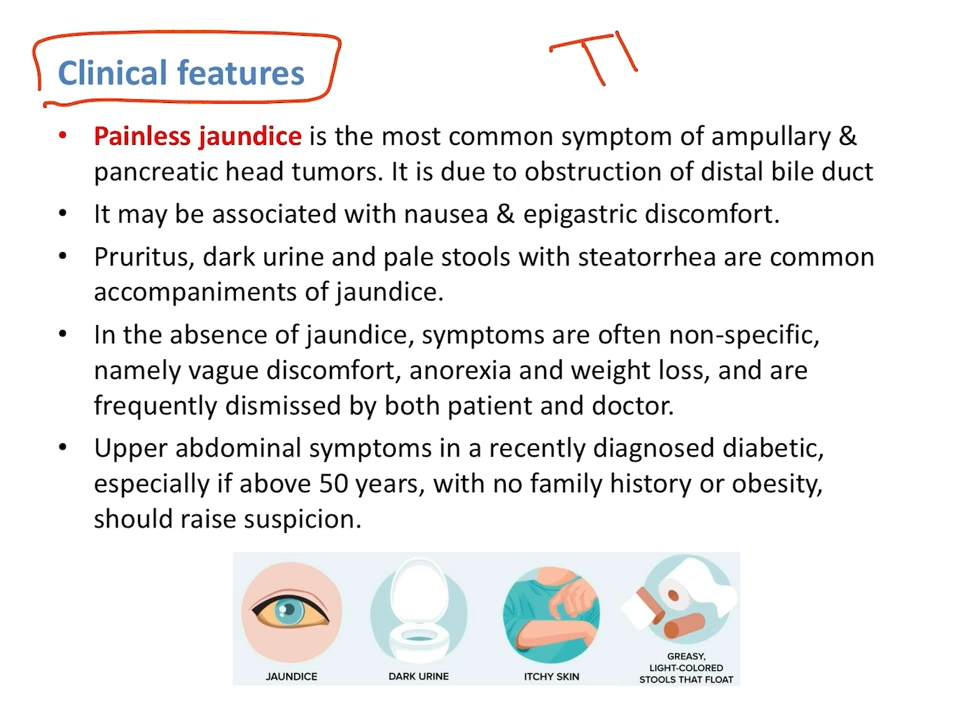 Clinical features
• Painless jaundice is the most common symptom of ampullary &
pancreatic head tumors. It is due to obstruction of distal bile duct
• It may be associated with nausea & epigastric discomfort.
• Pruritus, dark urine and pale stools with steatorrhea are common
accompaniments of jaundice.
• In the absence of jaundice, symptoms are often non-specific,
namely vague discomfort, anorexia and weight loss, and are
frequently dismissed by both patient and doctor.
• Upper abdominal symptoms in a recently diagnosed diabetic,
especially if above 50 years, with no family history or obesity,
should raise suspicion.
JAUNDICE
DARK URINE
ITCHY SKIN
GREASY,
LIGHT-COLORED
STOOLS THAT FLOAT